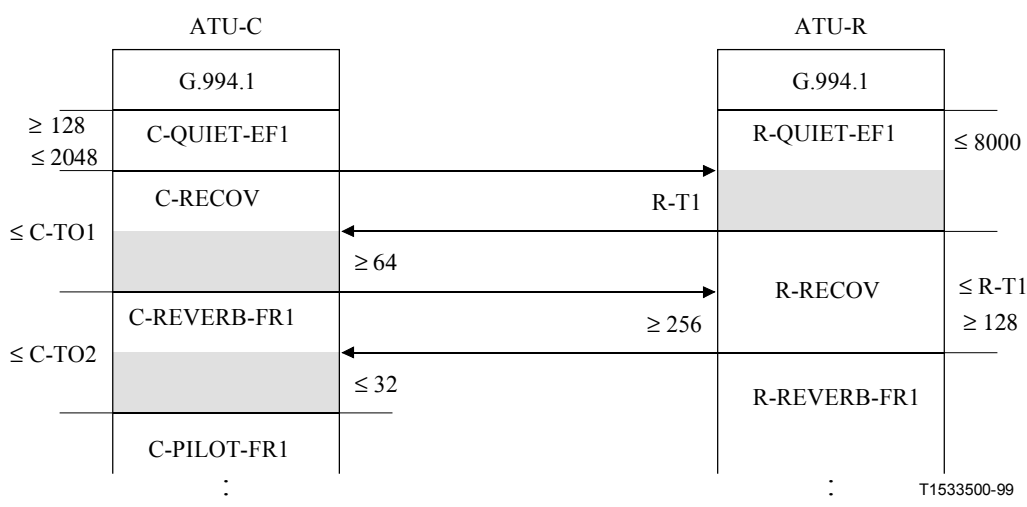 ATU-C
ATU-R
G.994.1
G.994.1
≥ 128
≤ 2048
C-QUIET-EF1
R-QUIET-EF1
≤ 8000
C-RECOV
R-T1
≤ C-TO1
≥ 64
R-RECOV
≤ R-T1
≥ 128
C-REVERB-FR1
≥ 256
≤ C-TO2
≤ 32
R-REVERB-FR1
C-PILOT-FR1
:
:
T1533500-99